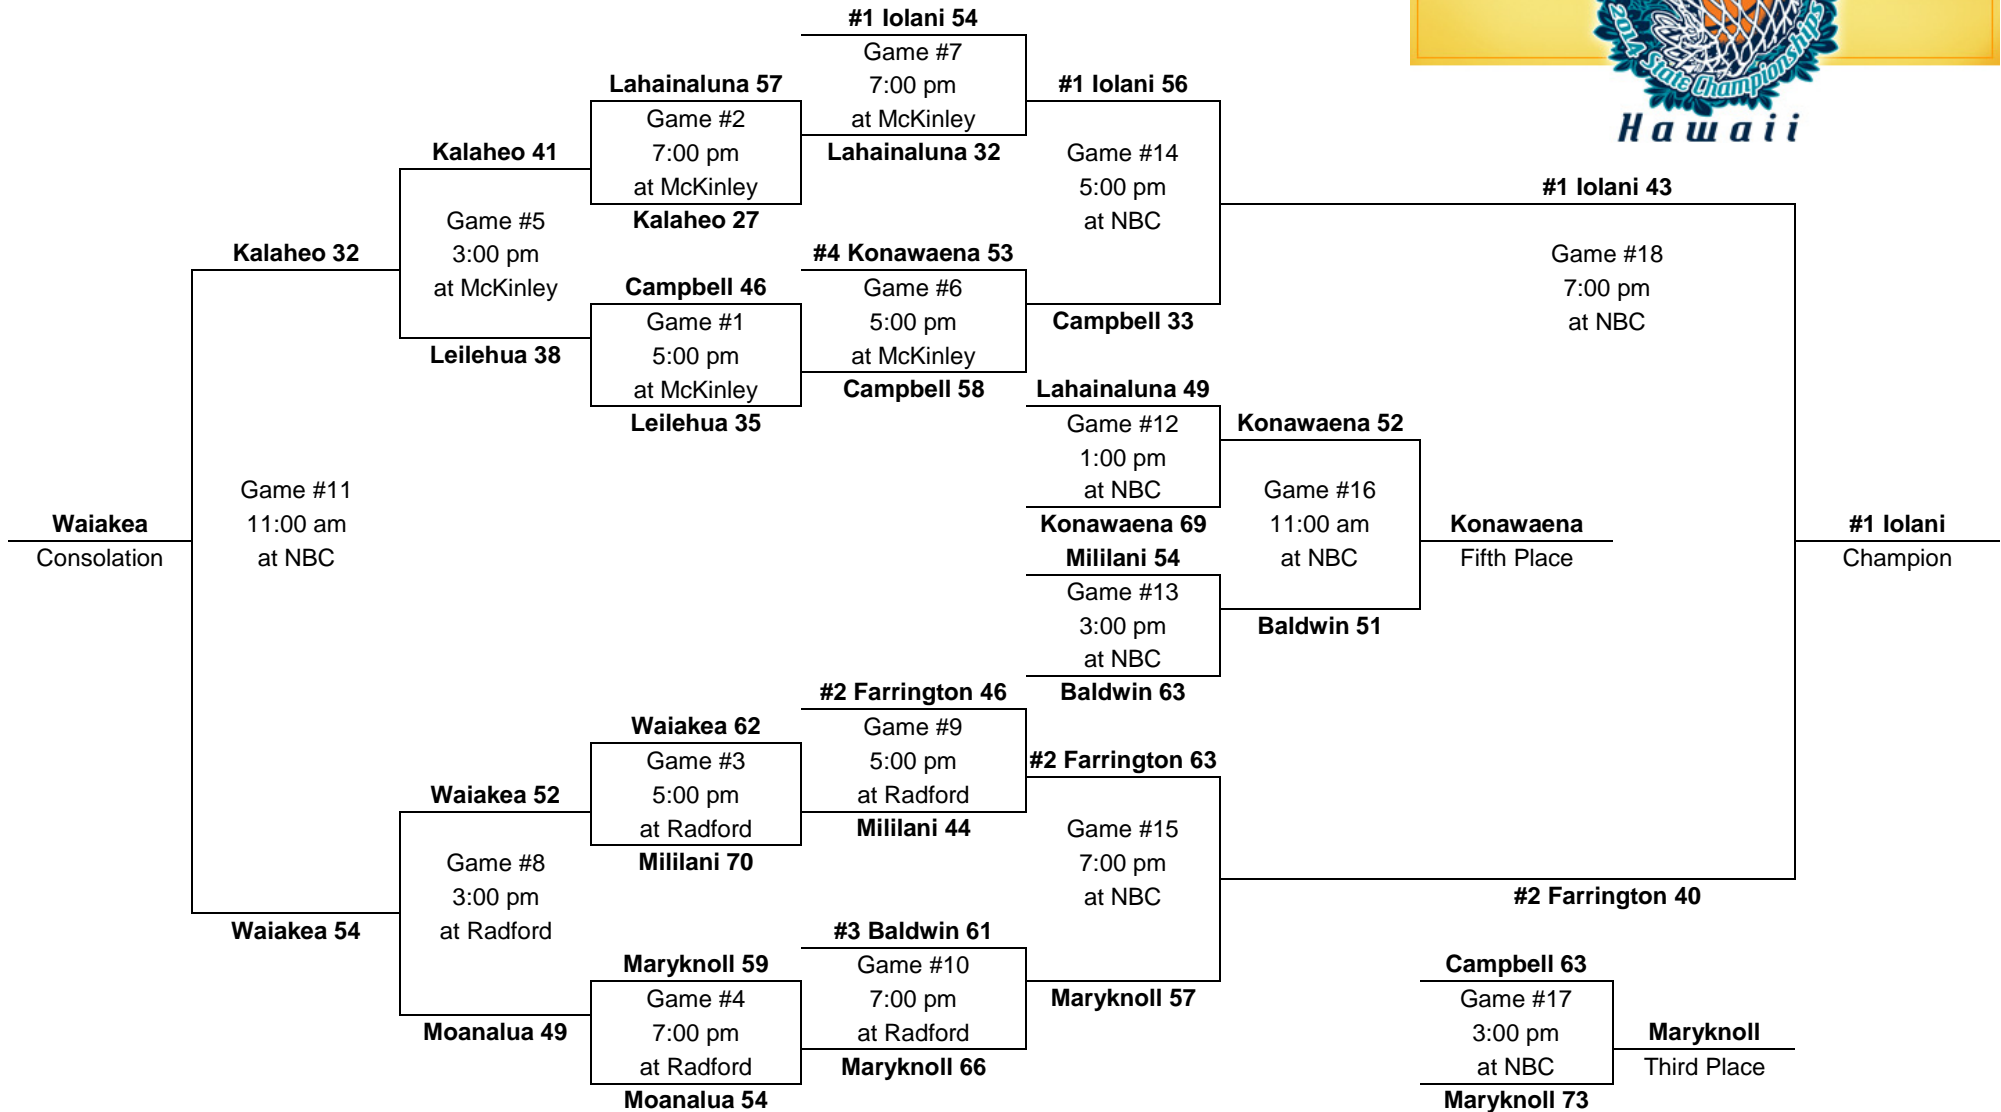 2014 State Championships
Hawaii
#1 Iolani 54
Game #7
7:00 pm
at McKinley
Lahainaluna 32
Lahainaluna 57
Game #2
7:00 pm
at McKinley
Kalaheo 27
#1 Iolani 56
Game #14
5:00 pm
at NBC
Campbell 33
Kalaheo 41
Game #5
3:00 pm
at McKinley
Leilehua 38
#1 Iolani 43
Game #18
7:00 pm
at NBC
#2 Farrington 40
Kalaheo 32
Game #11
11:00 am
at NBC
Waiakea 54
#4 Konawaena 53
Game #6
5:00 pm
at McKinley
Campbell 58
Campbell 46
Game #1
5:00 pm
at McKinley
Leilehua 35
Lahainaluna 49
Game #12
1:00 pm
at NBC
Konawaena 69
Konawaena 52
Game #16
11:00 am
at NBC
Baldwin 51
Waiakea
Consolation
Konawaena
Fifth Place
#1 Iolani
Champion
Mililani 54
Game #13
3:00 pm
at NBC
Baldwin 63
#2 Farrington 46
Game #9
5:00 pm
at Radford
Mililani 44
Waiakea 62
Game #3
5:00 pm
at Radford
Mililani 70
#2 Farrington 63
Game #15
7:00 pm
at NBC
Maryknoll 57
Waiakea 52
Game #8
3:00 pm
at Radford
Moanalua 49
#3 Baldwin 61
Game #10
7:00 pm
at Radford
Maryknoll 66
Maryknoll 59
Game #4
7:00 pm
at Radford
Moanalua 54
Campbell 63
Game #17
3:00 pm
at NBC
Maryknoll 73
Maryknoll
Third Place